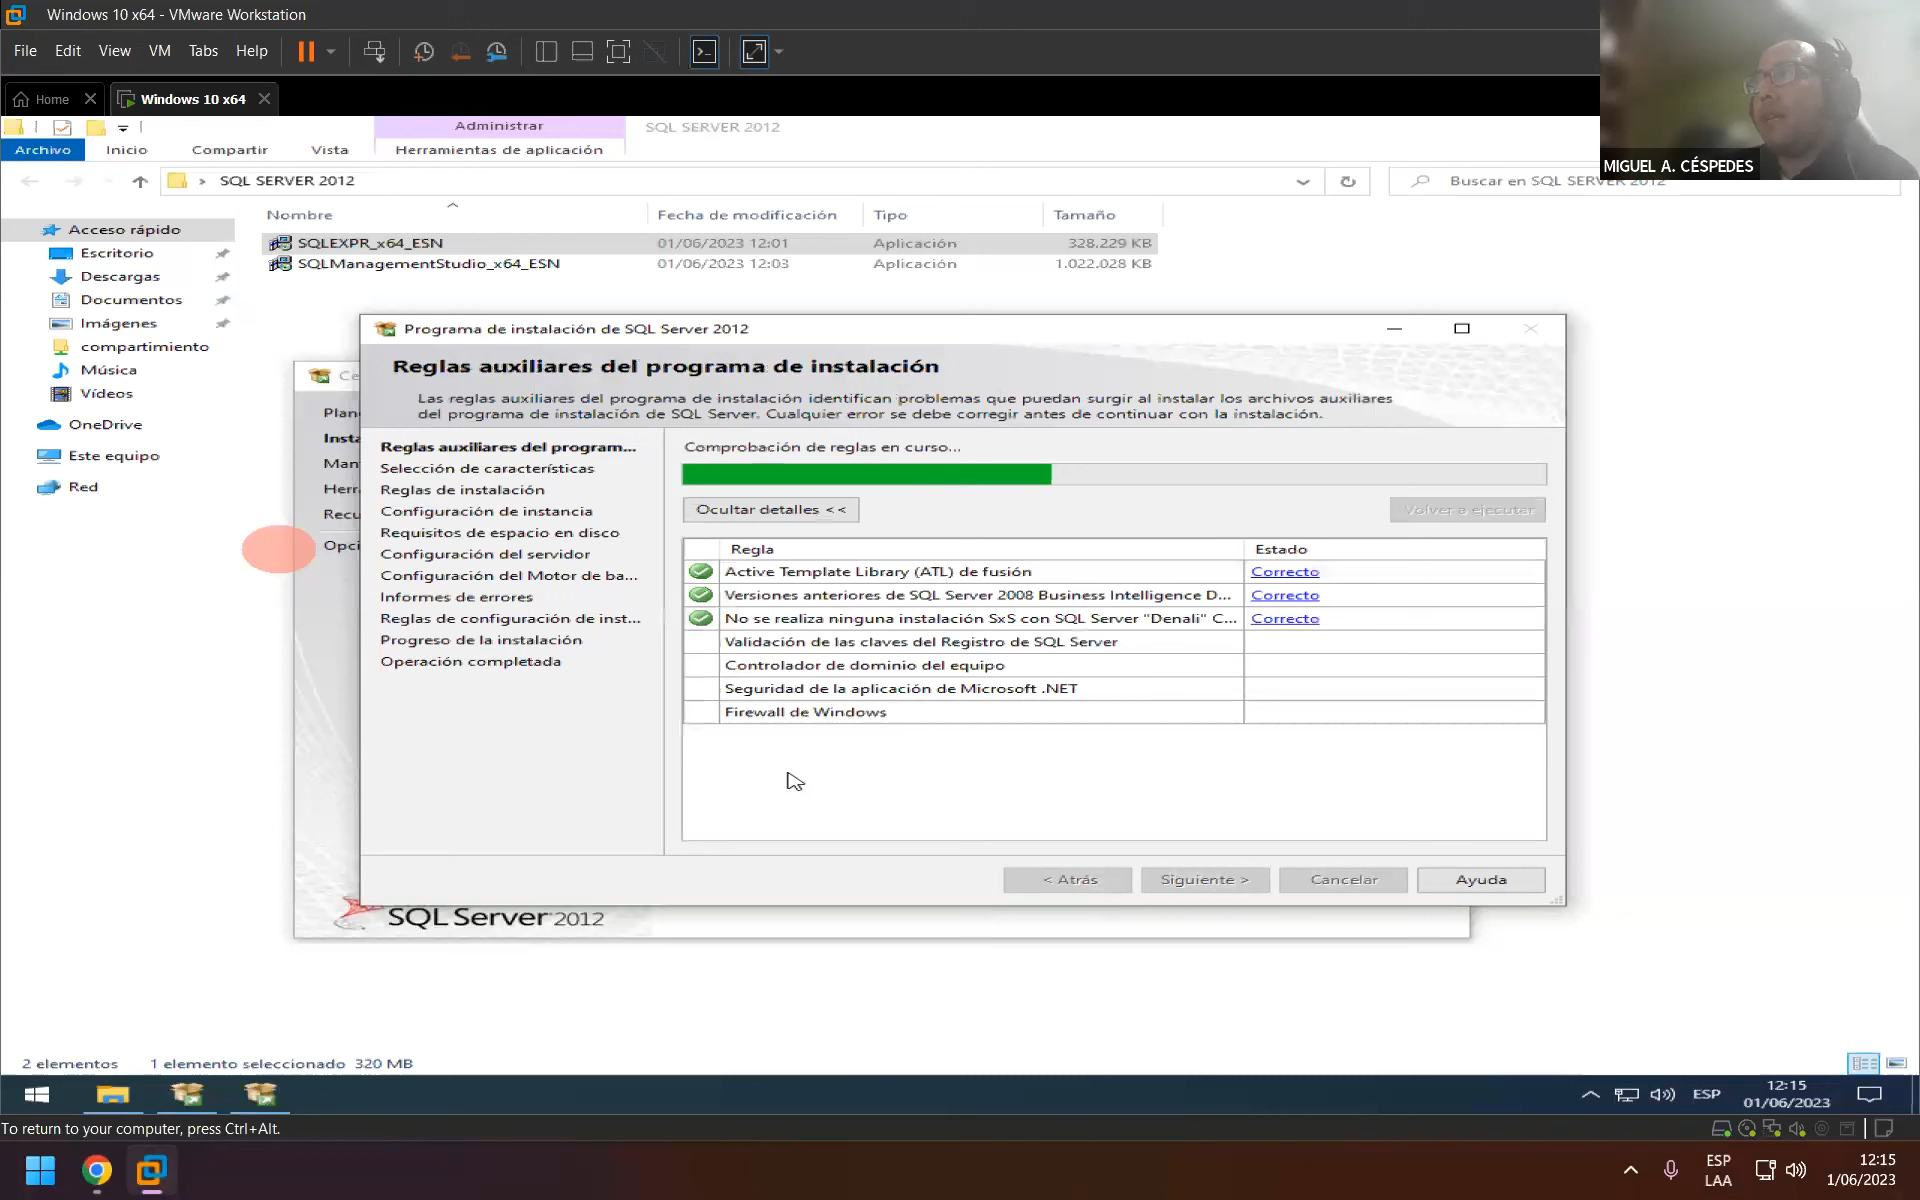 Windows 10 x64 - VMware Workstation
File Edit View VM Tabs Help
Home
Windows 10 x64
MIGUEL A. CÉSPEDES
Administrar
SQL SERVER 2012
Archivo Inicio Compartir Vista Herramientas de aplicación
SQL SERVER 2012
Buscar en SQL SERVER 2012
Nombre Fecha de modificación Tipo Tamaño
SQLEXPR_x64_ESN 01/06/2023 12:01 Aplicación 328.229 KB
SQLManagementStudio_x64_ESN 01/06/2023 12:03 Aplicación 1.022.028 KB
Acceso rápido
Escritorio
Descargas
Documentos
Imágenes
compartimiento
Música
Vídeos
OneDrive
Este equipo
Red
Ce
Plan
Insta
Man
Herr
Recu
Opci
SQL Server 2012
Programa de instalación de SQL Server 2012
Reglas auxiliares del programa de instalación
Las reglas auxiliares del programa de instalación identifican problemas que puedan surgir al instalar los archivos auxiliares
del programa de instalación de SQL Server. Cualquier error se debe corregir antes de continuar con la instalación.
Reglas auxiliares del program...
Selección de características
Reglas de instalación
Configuración de instancia
Requisitos de espacio en disco
Configuración del servidor
Configuración del Motor de ba...
Informes de errores
Reglas de configuración de inst...
Progreso de la instalación
Operación completada
Comprobación de reglas en curso...
Ocultar detalles <<
Volver a ejecutar
Regla Estado
Active Template Library (ATL) de fusión Correcto
Versiones anteriores de SQL Server 2008 Business Intelligence D... Correcto
No se realiza ninguna instalación SxS con SQL Server "Denali" C... Correcto
Validación de las claves del Registro de SQL Server
Controlador de dominio del equipo
Seguridad de la aplicación de Microsoft .NET
Firewall de Windows
< Atrás Siguiente > Cancelar Ayuda
2 elementos 1 elemento seleccionado 320 MB
ESP
12:15
01/06/2023
To return to your computer, press Ctrl+Alt.
ESP
LAA
12:15
1/06/2023